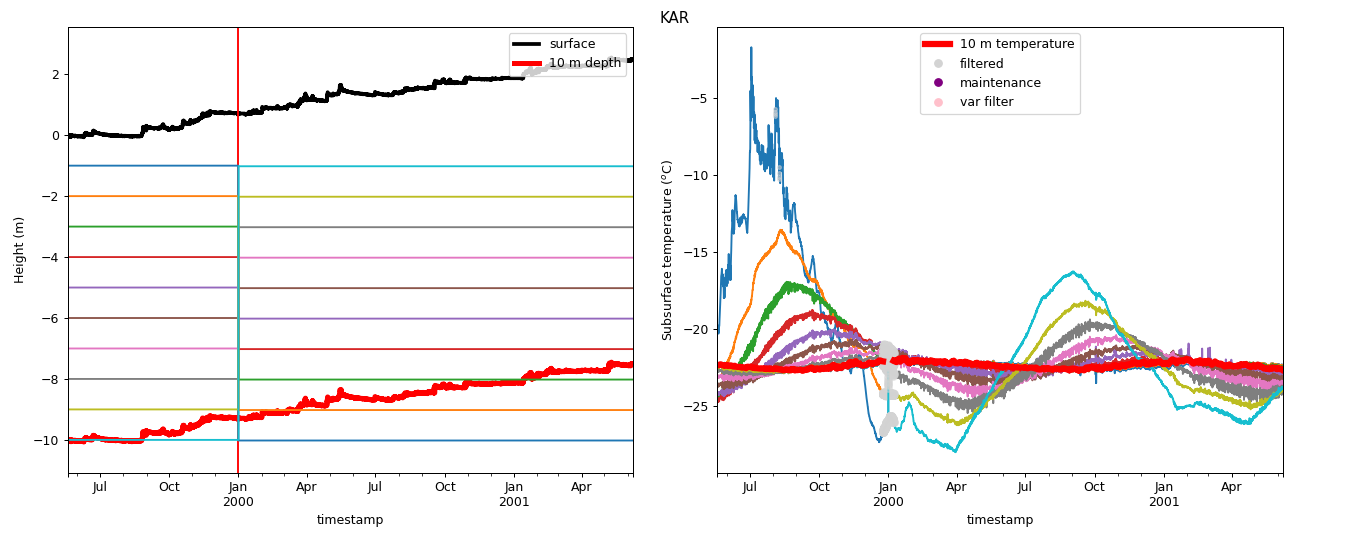 KAR
surface
10 m depth
2
0
−2
−4
−6
−8
−10
Height (m)
Jul
Oct
Jan
2000
Apr
Jul
Oct
Jan
2001
Apr
timestamp
10 m temperature
filtered
maintenance
var filter
−5
−10
−15
−20
−25
Subsurface temperature (°C)
Jul
Oct
Jan
2000
Apr
Jul
Oct
Jan
2001
Apr
timestamp